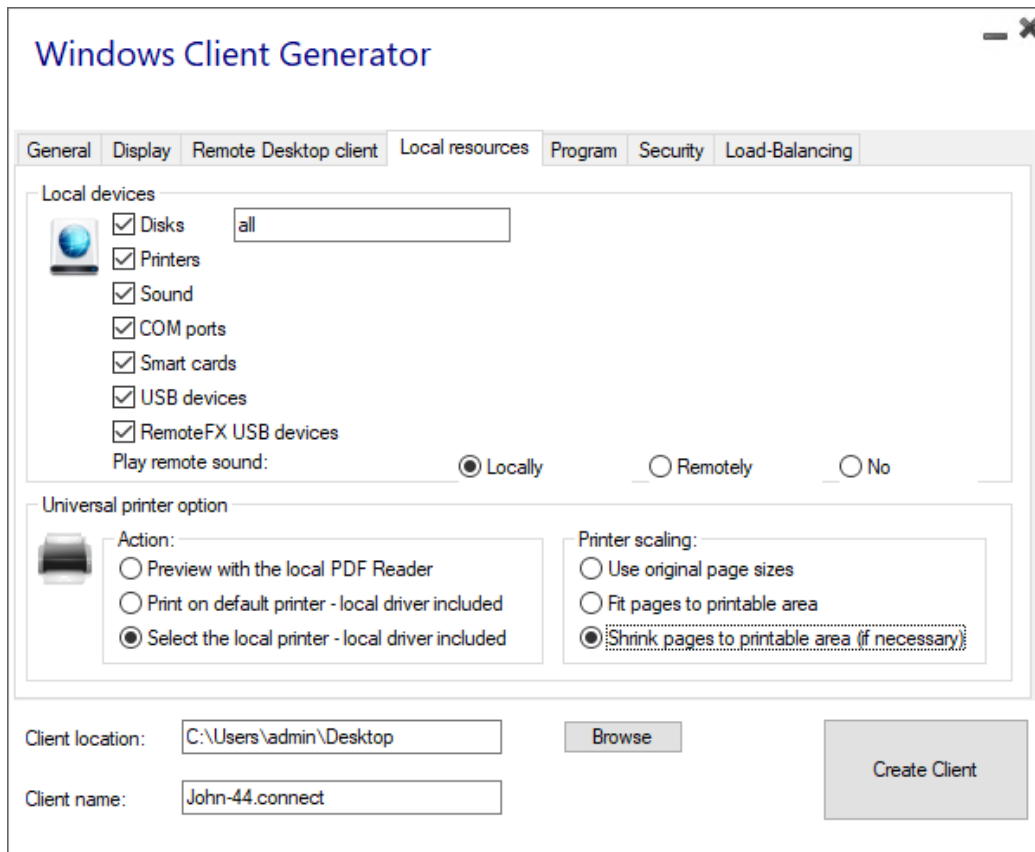 Windows Client Generator
General Display Remote Desktop client Local resources Program Security Load-Balancing
Local devices
Disks all
Printers
Sound
COM ports
Smart cards
USB devices
RemoteFX USB devices
Play remote sound: Locally Remotely No
Universal printer option
Action:
Preview with the local PDF Reader
Print on default printer - local driver included
Select the local printer - local driver included
Printer scaling:
Use original page sizes
Fit pages to printable area
Shrink pages to printable area (if necessary)
Client location: C:\Users\admin\Desktop Browse
Create Client
Client name: John-44.connect